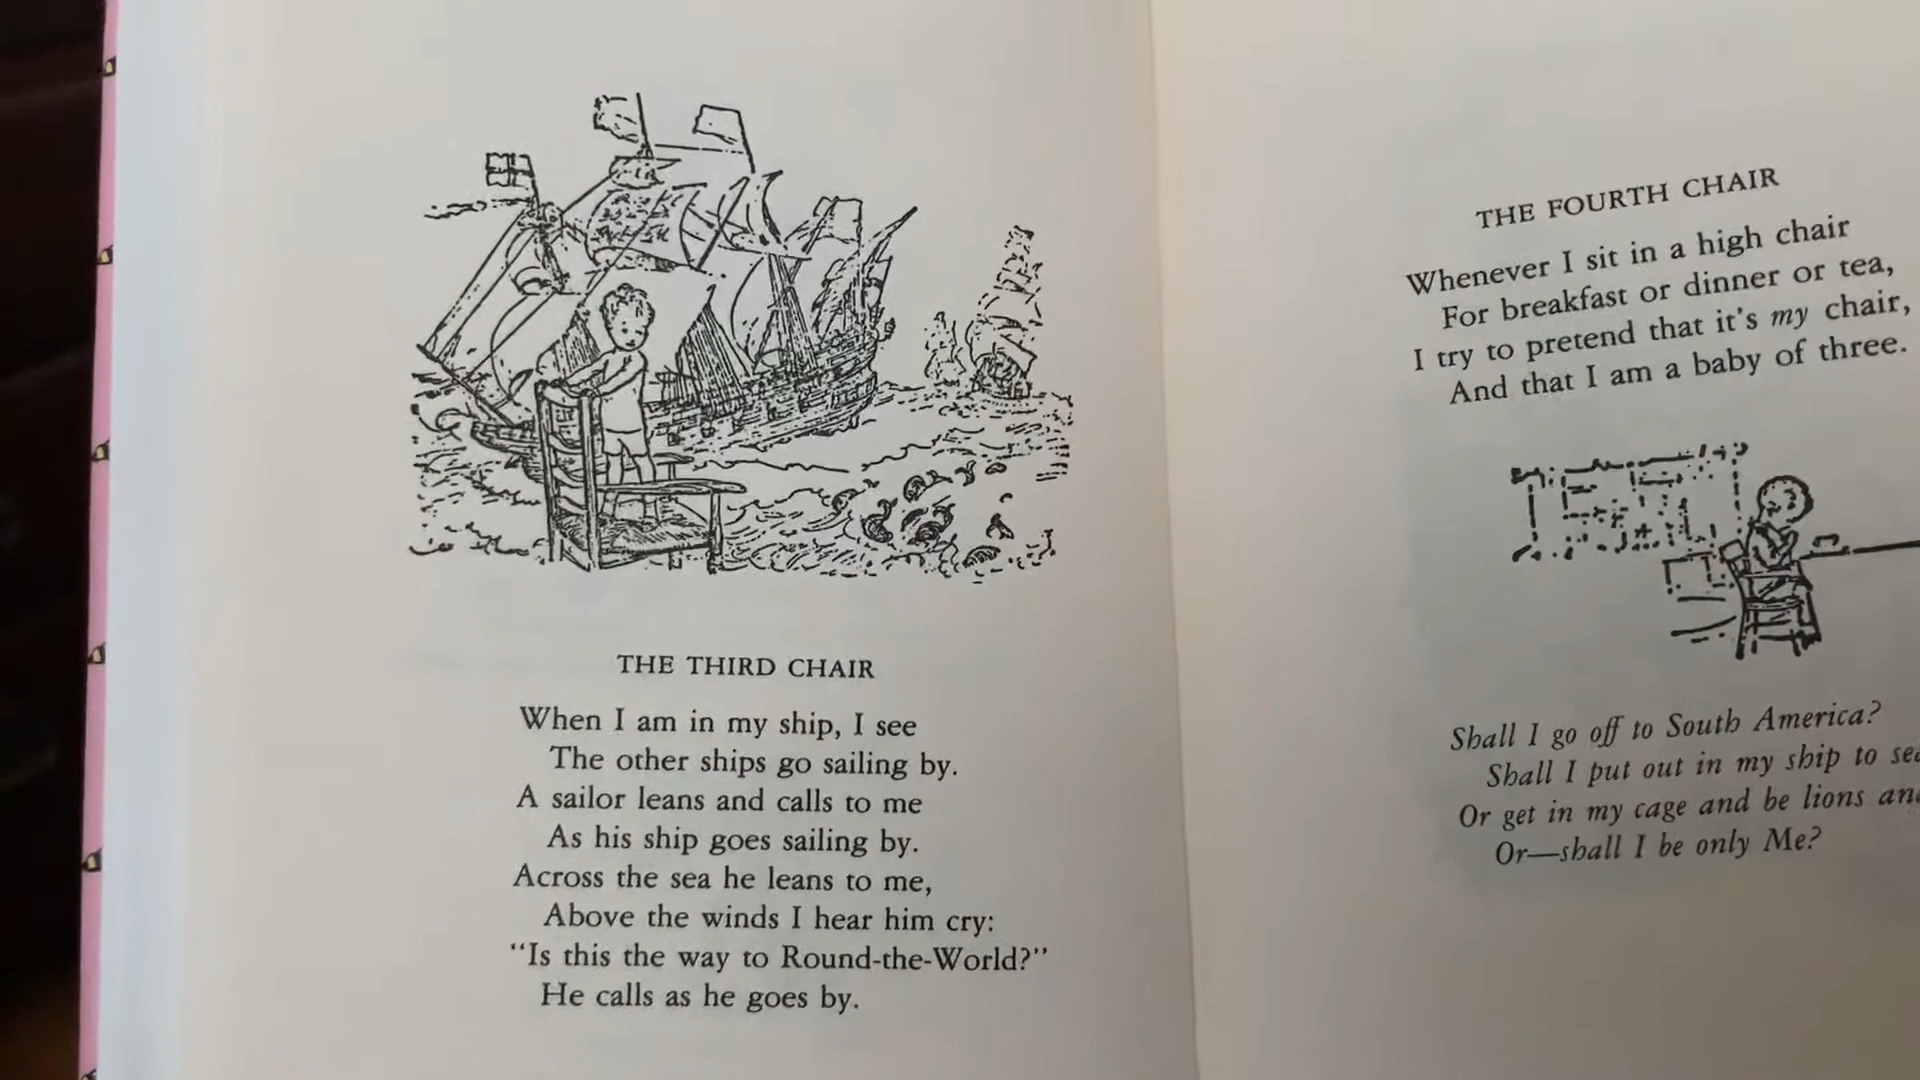 THE THIRD CHAIR
When I am in my ship, I see
The other ships go sailing by.
A sailor leans and calls to me
As his ship goes sailing by.
Across the sea he leans to me,
Above the winds I hear him cry:
“Is this the way to Round-the-World?”
He calls as he goes by.
THE FOURTH CHAIR
Whenever I sit in a high chair
For breakfast or dinner or tea,
I try to pretend that it's my chair,
And that I am a baby of three.
Shall I go off to South America?
Shall I put out in my ship to
Or get in my cage and be lions
Or—shall I be only Me?